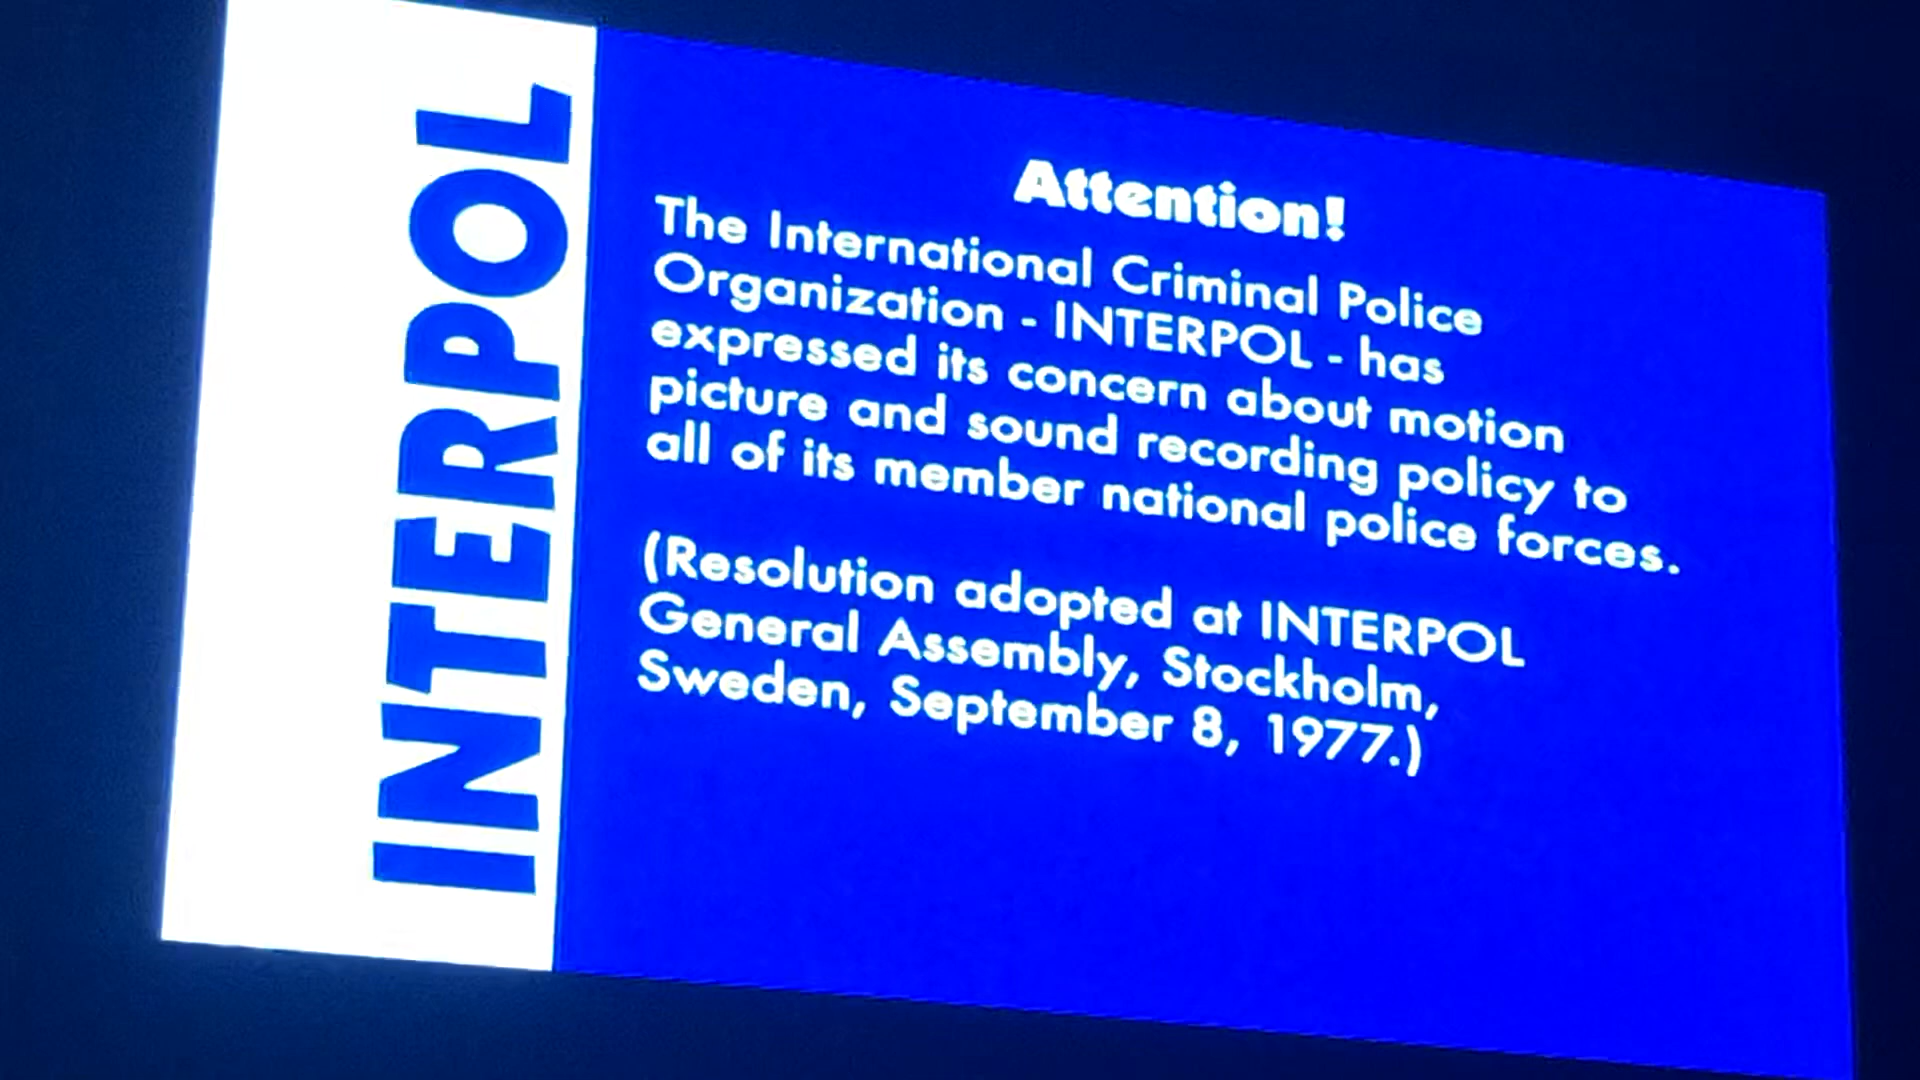 INTERPOL
Attention!
The International Criminal Police
Organization - INTERPOL - has
expressed its concern about motion
picture and sound recording policy to
all of its member national police forces.
(Resolution adopted at INTERPOL
General Assembly, Stockholm,
Sweden, September 8, 1977.)